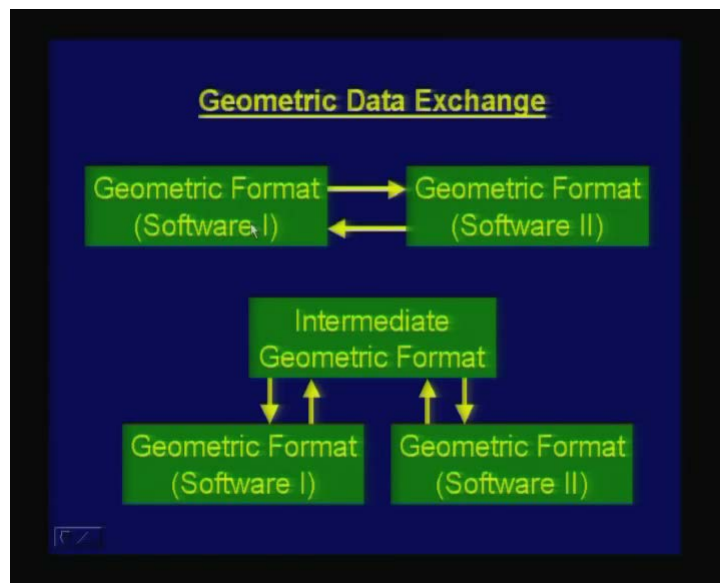 Geometric Data Exchange
Geometric Format
(Software I)
Geometric Format
(Software II)
Intermediate
Geometric Format
Geometric Format
(Software I)
Geometric Format
(Software II)